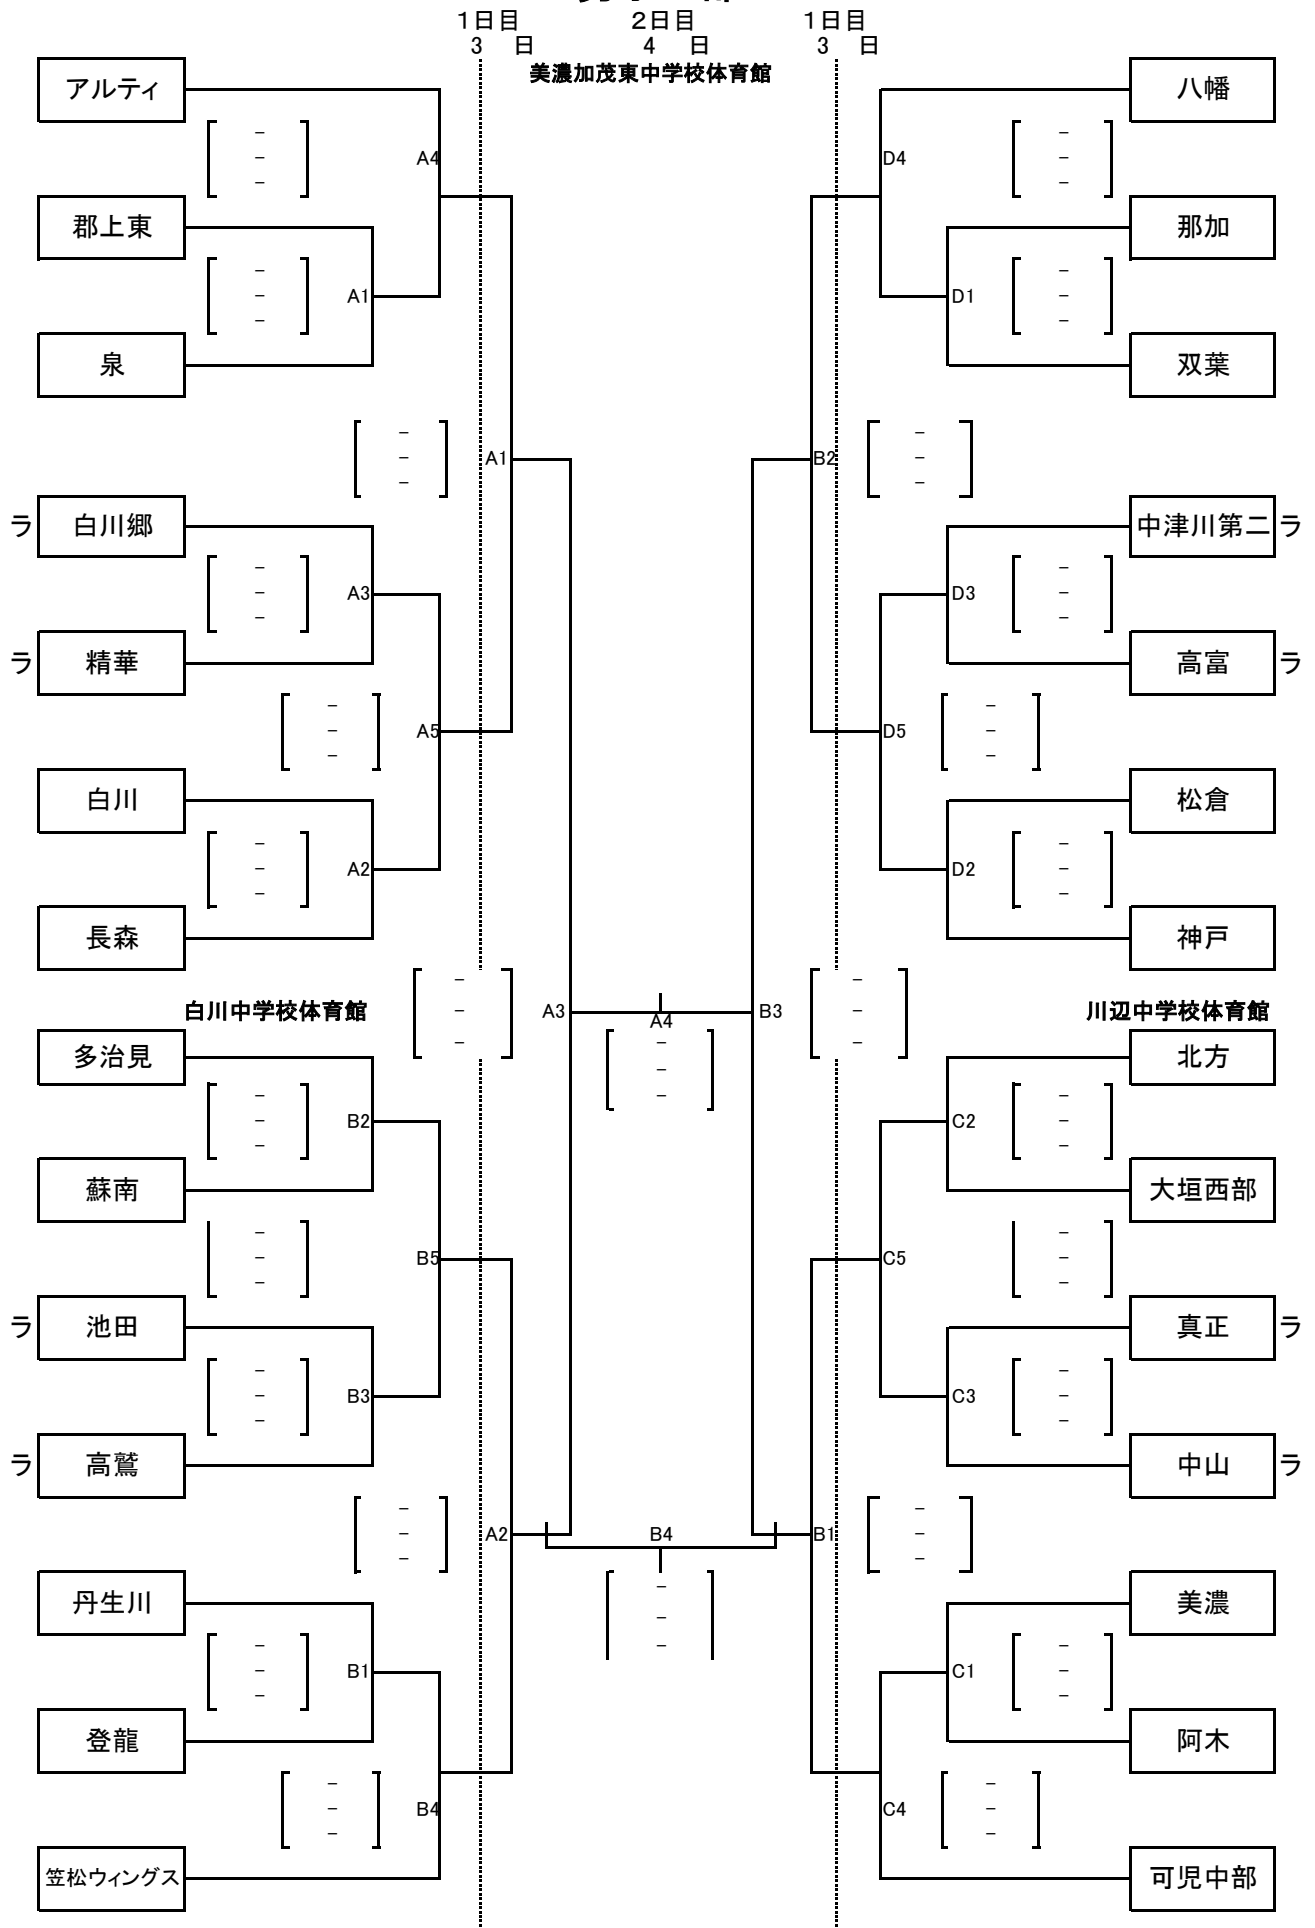 1日目 2日目 1日目
3 日 4 日 3 日
美濃加茂東中学校体育館
アルティ 八幡
- -
- A4 D4 -
- -
郡上東 那加
- -
- A1 D1 -
- -
泉 双葉
- -
- A1 B2 -
- -
ラ 白川郷 中津川第二 ラ
- -
- A3 D3 -
- -
ラ 精華 高富 ラ
- -
- A5 D5 -
- -
白川 松倉
- -
- A2 D2 -
- -
長森 神戸
- -
白川中学校体育館 - A3 A4 B3 - 川辺中学校体育館
- - -
-
-
多治見 北方
- -
- B2 C2 -
- -
蘇南 大垣西部
- -
- B5 C5 -
- -
ラ 池田 真正 ラ
- -
- B3 C3 -
- -
ラ 高鷲 中山 ラ
- -
- A2 B4 B1 -
- -
丹生川 - 美濃
-
-
- -
- B1 C1 -
- -
登龍 阿木
- -
- B4 C4 -
- -
笠松ウィングス 可児中部